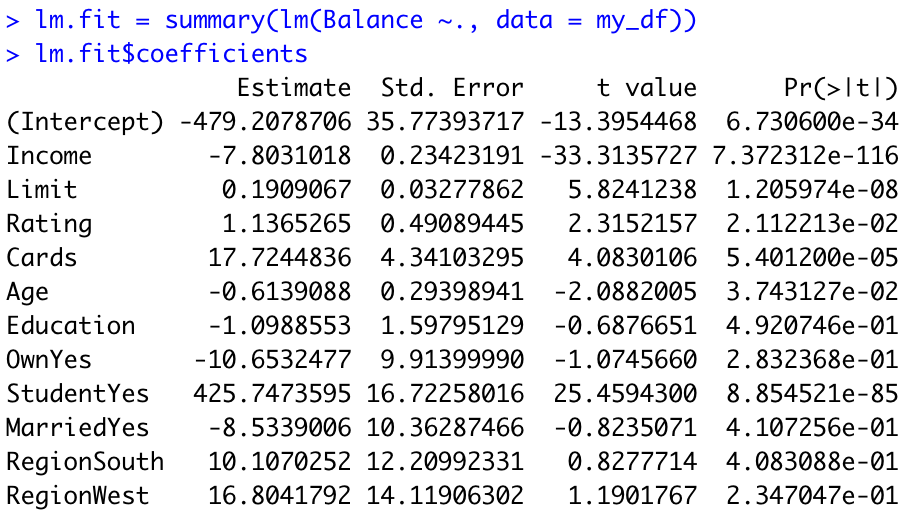 > lm.fit = summary(lm(Balance ~., data = my_df))
> lm.fit$coefficients
Estimate Std. Error t value Pr(>|t|)
(Intercept) -479.2078706 35.77393717 -13.3954468 6.730600e-34
Income -7.8031018 0.23423191 -33.3135727 7.372312e-116
Limit 0.1909067 0.03277862 5.8241238 1.205974e-08
Rating 1.1365265 0.49089445 2.3152157 2.112213e-02
Cards 17.7244836 4.34103295 4.0830106 5.401200e-05
Age -0.6139088 0.29398941 -2.0882005 3.743127e-02
Education -1.0988553 1.59795129 -0.6876651 4.920746e-01
OwnYes -10.6532477 9.91399990 -1.0745660 2.832368e-01
StudentYes 425.7473595 16.72258016 25.4594300 8.854521e-85
MarriedYes -8.5339006 10.36287466 -0.8235071 4.107256e-01
RegionSouth 10.1070252 12.20992331 0.8277714 4.083088e-01
RegionWest 16.8041792 14.11906302 1.1901767 2.347047e-01